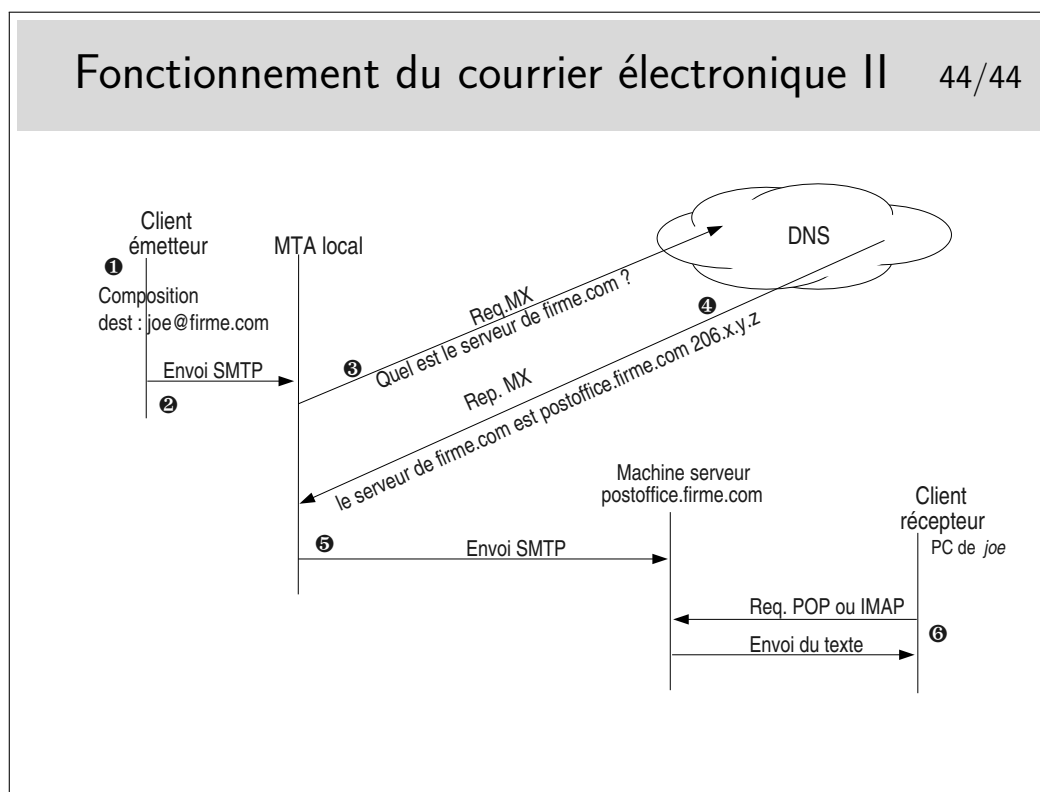 Fonctionnement du courrier électronique II 44/44
Client
émetteur
MTA local
DNS
❶
Composition
dest : joe@firme.com
Envoi SMTP
❷
❸
Req.MX
Quel est le serveur de firme.com ?
❹
Rep. MX
le serveur de firme.com est postoffice.firme.com 206.x.y.z
Machine serveur
postoffice.firme.com
Client
récepteur
PC de joe
❺
Envoi SMTP
Req. POP ou IMAP
❻
Envoi du texte